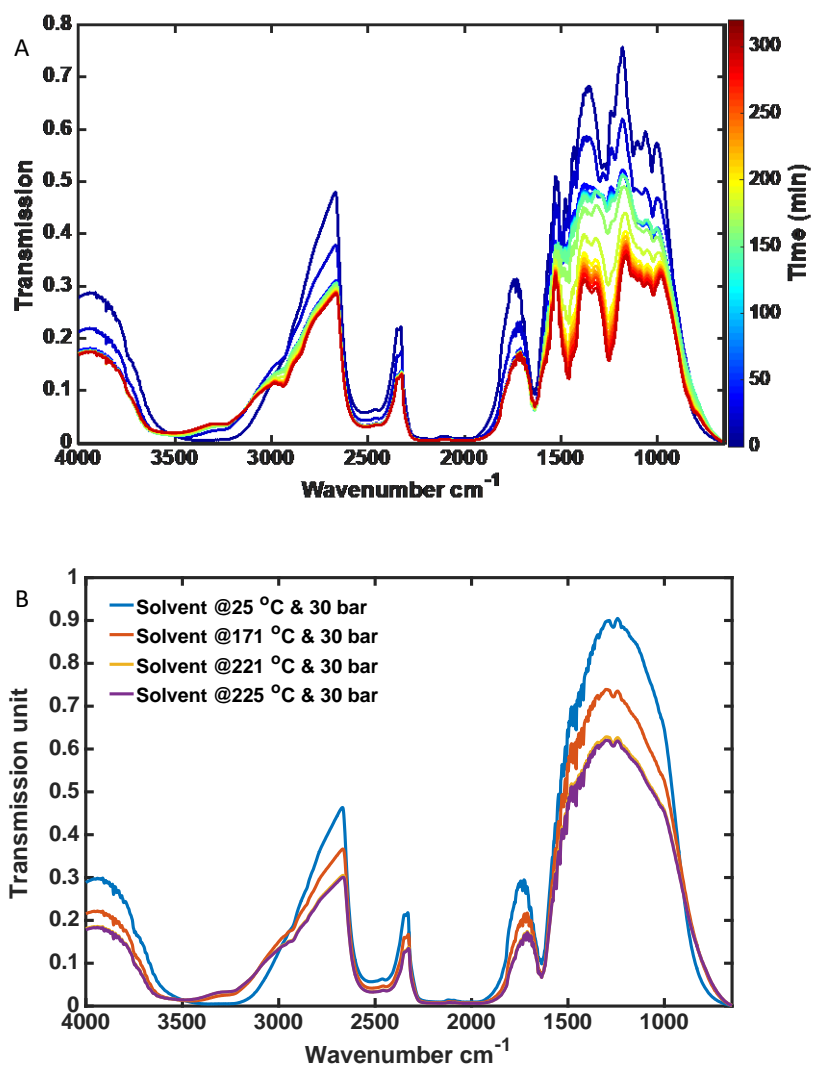 A
0.8
0.7
0.6
0.5
0.4
0.3
0.2
0.1
0
Transmission
4000 3500 3000 2500 2000 1500 1000
Wavenumber cm-1
300
250
200
150
100
50
0
Time (min)
B
1
0.9
0.8
0.7
0.6
0.5
0.4
0.3
0.2
0.1
0
Transmission unit
Solvent @25 °C & 30 bar
Solvent @171 °C & 30 bar
Solvent @221 °C & 30 bar
Solvent @225 °C & 30 bar
4000 3500 3000 2500 2000 1500 1000
Wavenumber cm-1